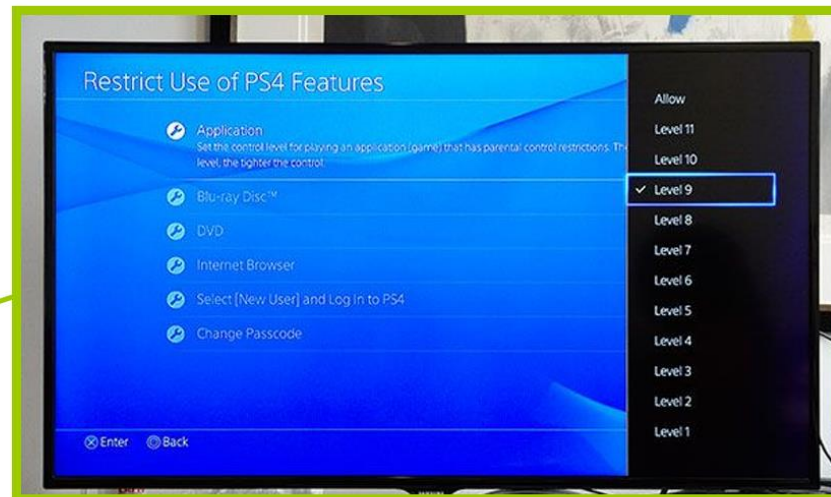 Restrict Use of PS4 Features
Application
Set the control level for playing an application (game) that has parental control restrictions. The
level, the tighter the control.
Blu-ray Disc™
DVD
Internet Browser
Select [New User] and Log In to PS4
Change Passcode
Enter Back
Allow
Level 11
Level 10
Level 9
Level 8
Level 7
Level 6
Level 5
Level 4
Level 3
Level 2
Level 1